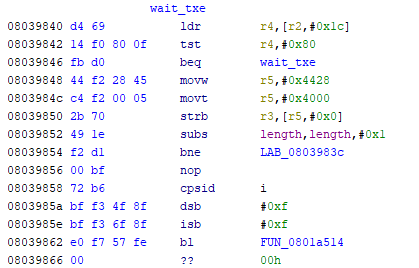 wait_txe
08039840 d4 69 ldr r4,[r2,#0x1c]
08039842 14 f0 80 0f tst r4,#0x80
08039846 fb d0 beq wait_txe
08039848 44 f2 28 45 movw r5,#0x4428
0803984c c4 f2 00 05 movt r5,#0x4000
08039850 2b 70 strb r3,[r5,#0x0]
08039852 49 1e subs length,length,#0x1
08039854 f2 d1 bne LAB_0803983c
08039856 00 bf nop
08039858 72 b6 cpsid i
0803985a bf f3 4f 8f dsb #0xf
0803985e bf f3 6f 8f isb #0xf
08039862 e0 f7 57 fe bl FUN_0801a514
08039866 00 ?? 00h